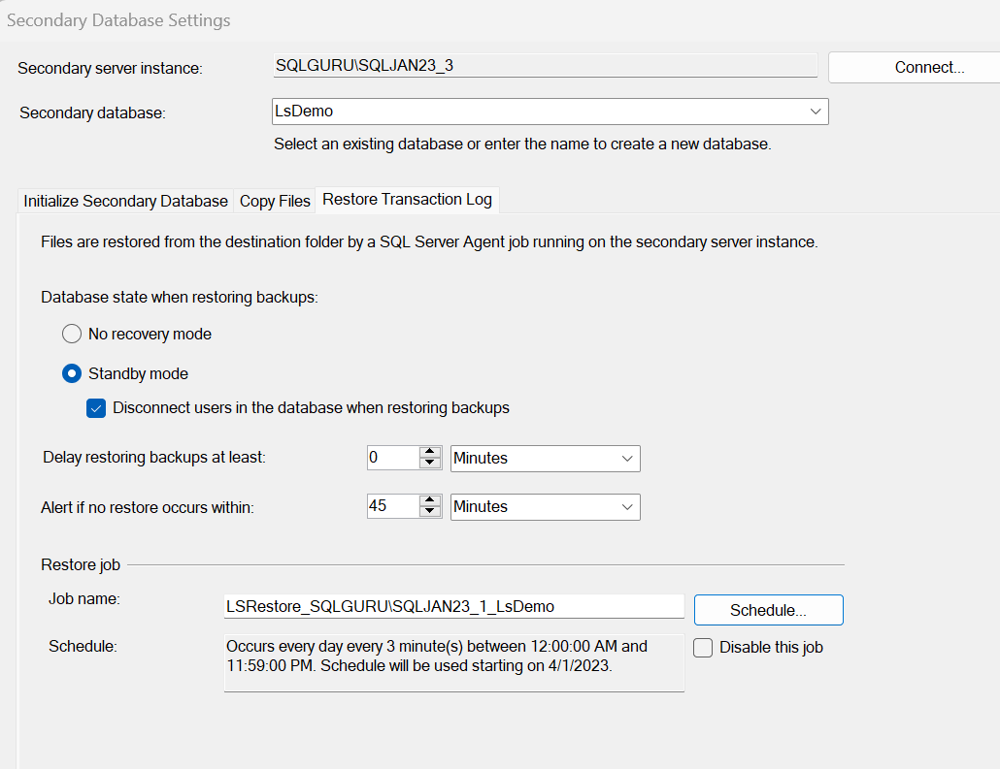 Secondary Database Settings
Secondary server instance:
SQLGURU\SQLJAN23_3
Connect...
Secondary database:
LsDemo
Select an existing database or enter the name to create a new database.
Initialize Secondary Database
Copy Files
Restore Transaction Log
Files are restored from the destination folder by a SQL Server Agent job running on the secondary server instance.
Database state when restoring backups:
No recovery mode
Standby mode
Disconnect users in the database when restoring backups
Delay restoring backups at least:
0
Minutes
Alert if no restore occurs within:
45
Minutes
Restore job
Job name:
LSRestore_SQLGURU\SQLJAN23_1_LsDemo
Schedule...
Schedule:
Occurs every day every 3 minute(s) between 12:00:00 AM and
11:59:00 PM. Schedule will be used starting on 4/1/2023.
Disable this job